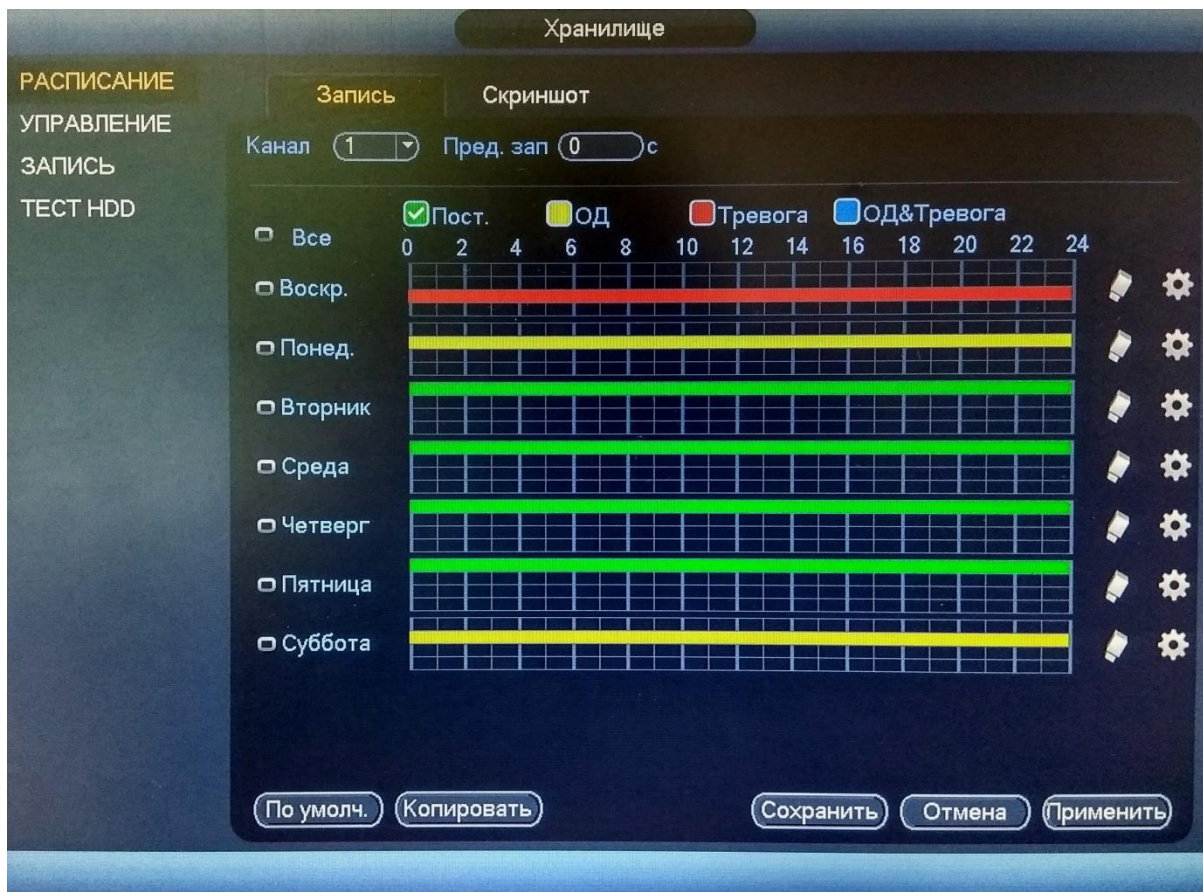 Хранилище
РАСПИСАНИЕ
УПРАВЛЕНИЕ
ЗАПИСЬ
ТЕСТ HDD
Запись Скриншот
Канал 1 Пред. зап 0 с
Пост. ОД Тревога ОД&Тревога
Все
0 2 4 6 8 10 12 14 16 18 20 22 24
Воскр.
Понед.
Вторник
Среда
Четверг
Пятница
Суббота
По умолч. Копировать Сохранить Отмена Применить